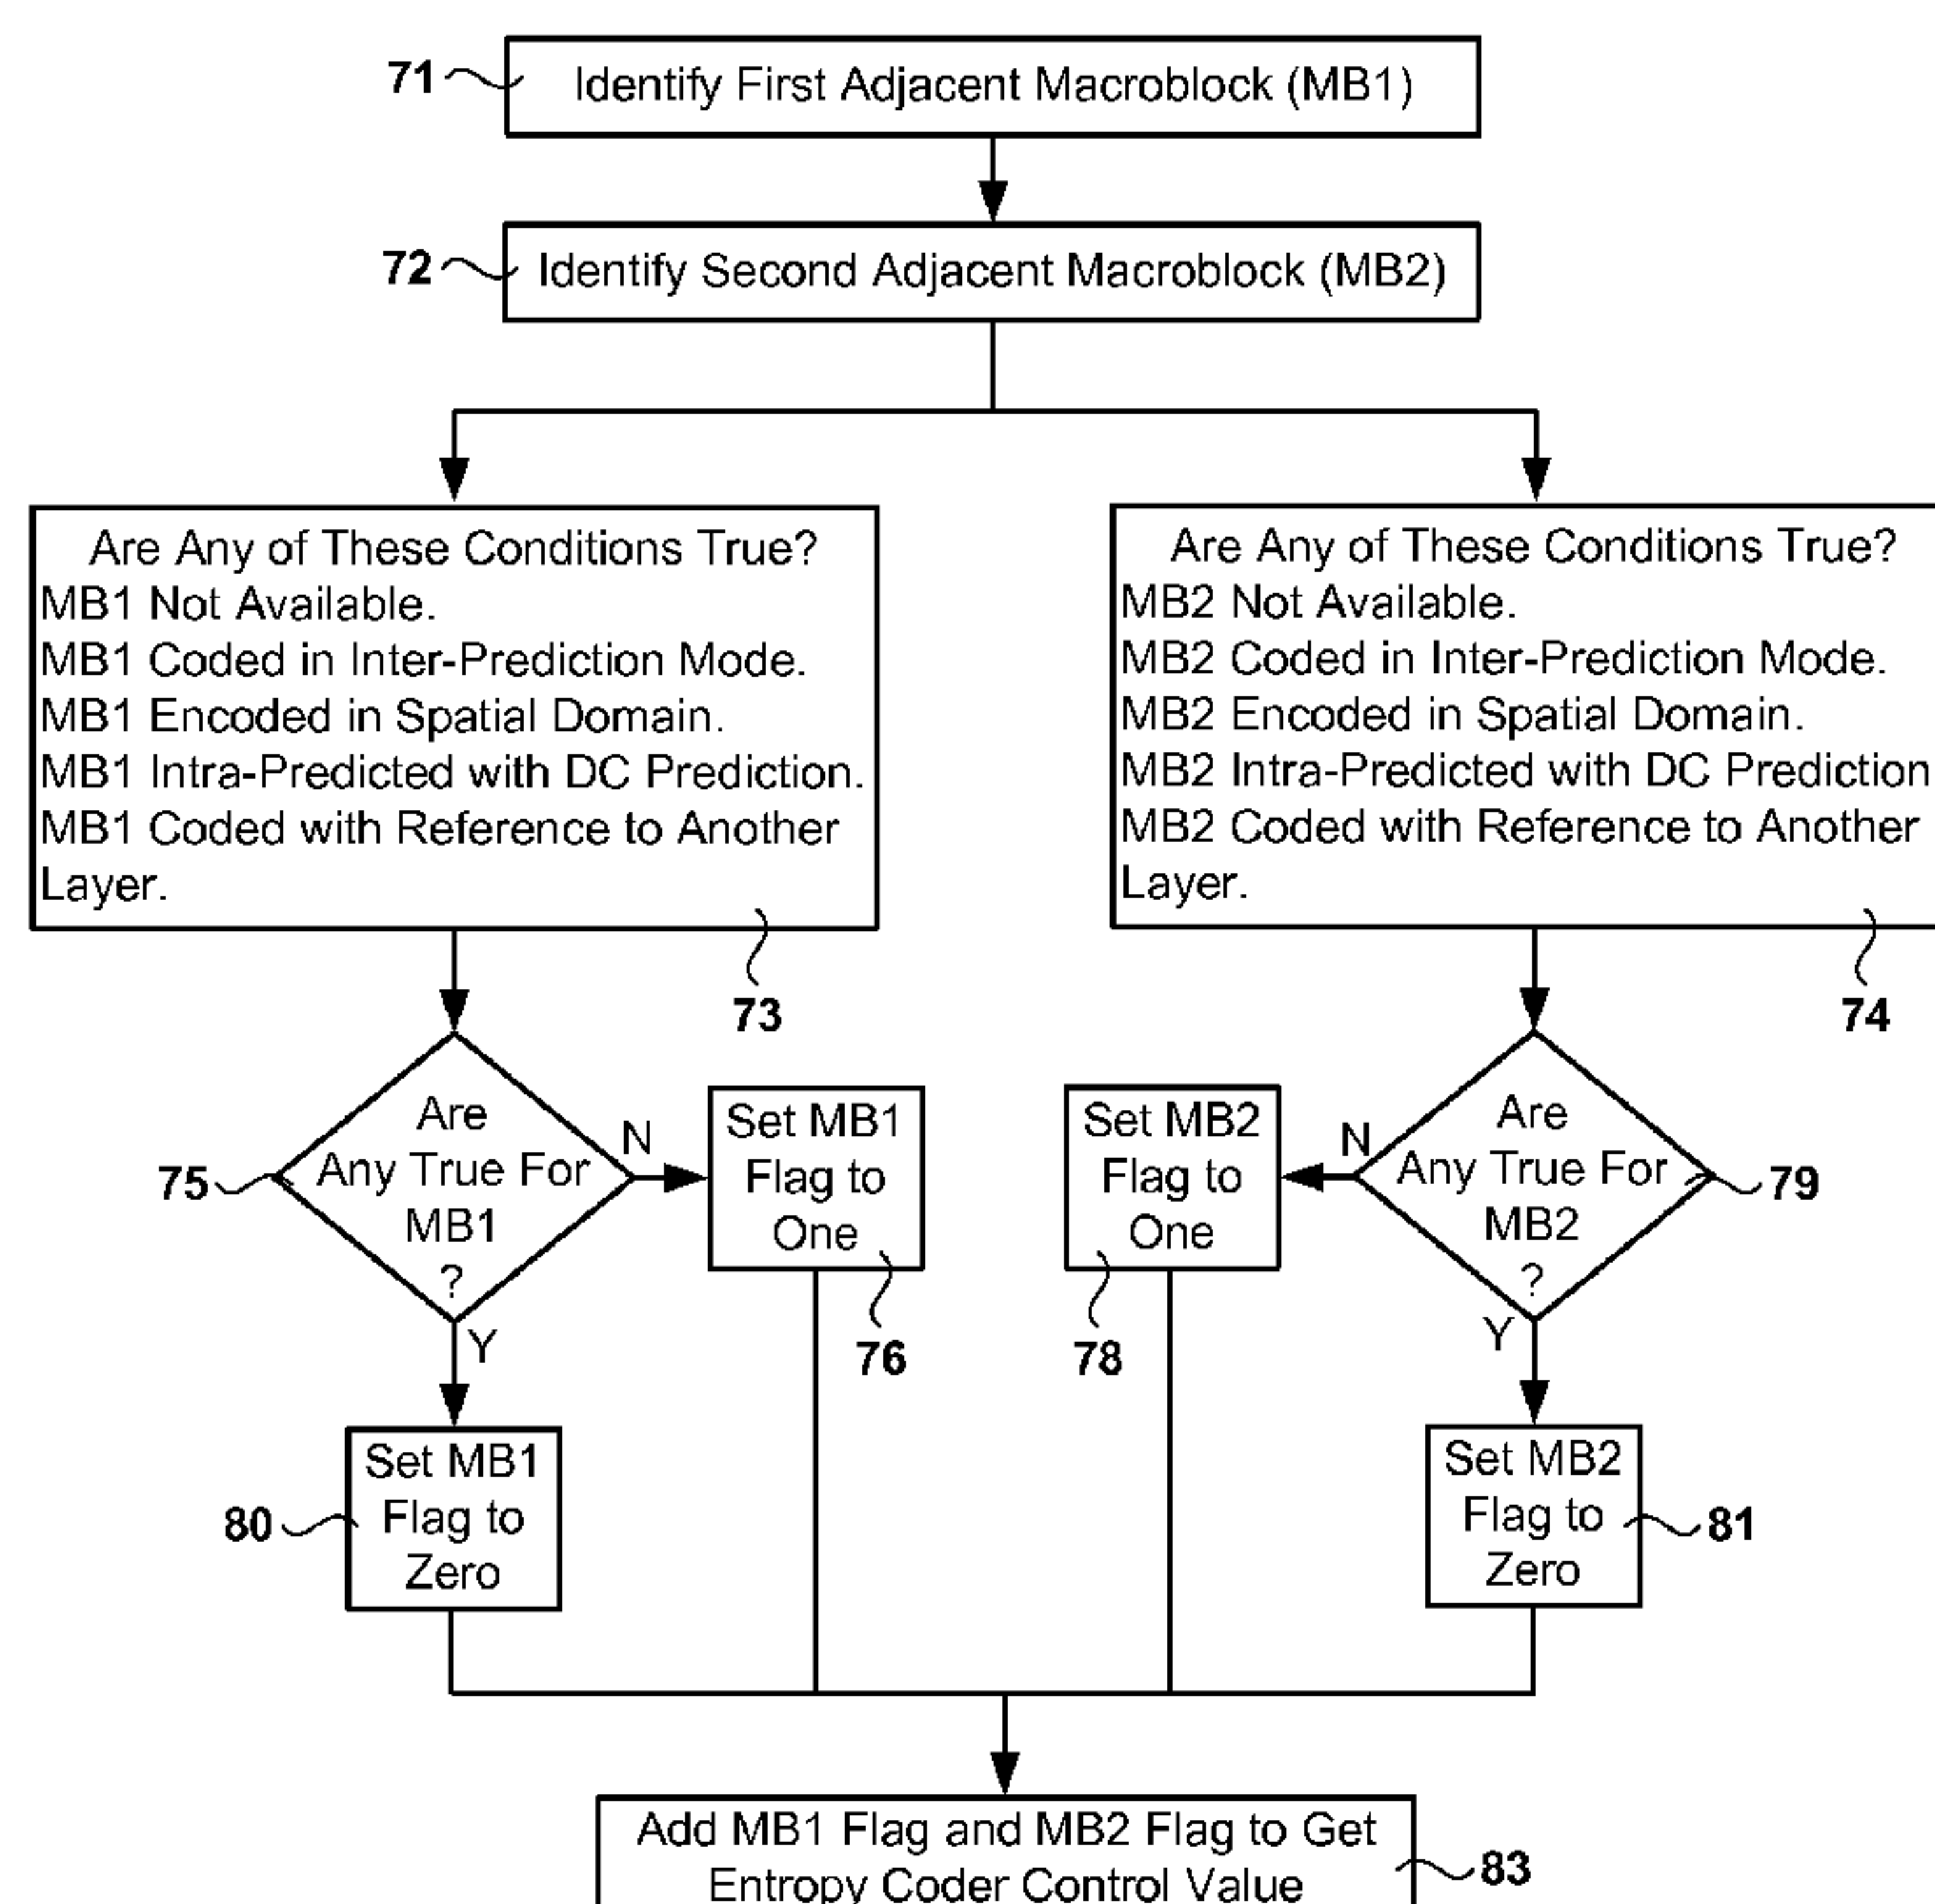 71
Identify First Adjacent Macroblock (MB1)
72
Identify Second Adjacent Macroblock (MB2)
Are Any of These Conditions True?
MB1 Not Available.
MB1 Coded in Inter-Prediction Mode.
MB1 Encoded in Spatial Domain.
MB1 Intra-Predicted with DC Prediction.
MB1 Coded with Reference to Another
Layer.
73
Are Any of These Conditions True?
MB2 Not Available.
MB2 Coded in Inter-Prediction Mode.
MB2 Encoded in Spatial Domain.
MB2 Intra-Predicted with DC Prediction
MB2 Coded with Reference to Another
Layer.
74
75
Are
Any True For
MB1
?
N
Y
Set MB1
Flag to
One
76
Set MB2
Flag to
One
78
N
Are
Any True For
MB2
?
Y
79
80
Set MB1
Flag to
Zero
Set MB2
Flag to
Zero
81
Add MB1 Flag and MB2 Flag to Get
Entropy Coder Control Value
83